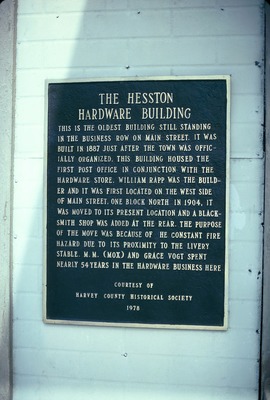 THE HESSTON
HARDWARE BUILDING
THIS IS THE OLDEST BUILDING STILL STANDING
IN THE BUSINESS ROW ON MAIN STREET. IT WAS
BUILT IN 1887 JUST AFTER THE TOWN WAS OFFIC-
IALLY ORGANIZED. THIS BUILDING HOUSED THE
FIRST POST OFFICE IN CONJUNCTION WITH THE
HARDWARE STORE. WILLIAM RAPP WAS THE BUILD-
ER AND IT WAS FIRST LOCATED ON THE WEST SIDE
OF MAIN STREET, ONE BLOCK NORTH IN 1904, IT
WAS MOVED TO ITS PRESENT LOCATION AND A BLACK-
SMITH SHOP WAS ADDED AT THE REAR. THE PURPOSE
OF THE MOVE WAS BECAUSE OF HE CONSTANT FIRE
HAZARD DUE TO ITS PROXIMITY TO THE LIVERY
STABLE. M.M. (MOX) AND GRACE VOGT SPENT
NEARLY 54 YEARS IN THE HARDWARE BUSINESS HERE
COURTESY OF
HARVEY COUNTY HISTORICAL SOCIETY
1978